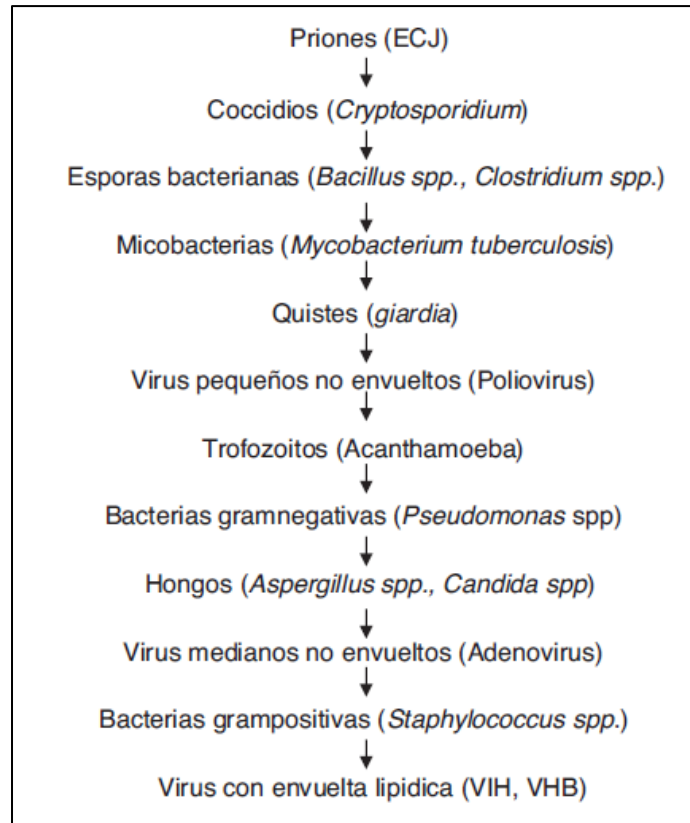 Priones (ECJ)
Coccidios (Cryptosporidium)
Esporas bacterianas (Bacillus spp., Clostridium spp.)
Micobacterias (Mycobacterium tuberculosis)
Quistes (giardia)
Virus pequeños no envueltos (Poliovirus)
Trofozoitos (Acanthamoeba)
Bacterias gramnegativas (Pseudomonas spp)
Hongos (Aspergillus spp., Candida spp)
Virus medianos no envueltos (Adenovirus)
Bacterias grampositivas (Staphylococcus spp.)
Virus con envuelta lipidica (VIH, VHB)